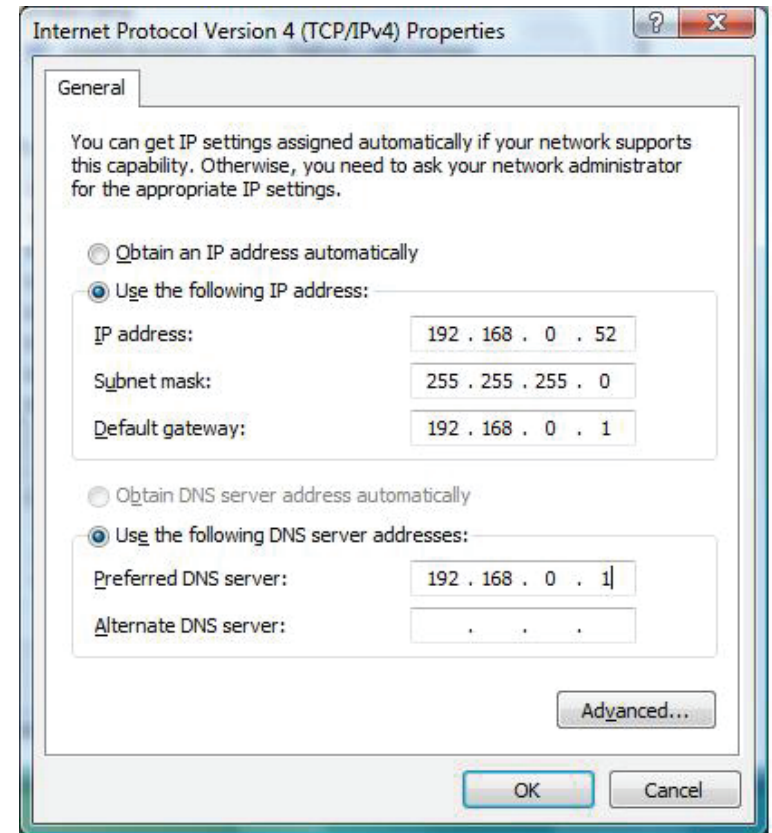 Internet Protocol Version 4 (TCP/IPv4) Properties
General
You can get IP settings assigned automatically if your network supports
this capability. Otherwise, you need to ask your network administrator
for the appropriate IP settings.
Obtain an IP address automatically
Use the following IP address:
IP address: 192 . 168 . 0 . 52
Subnet mask: 255 . 255 . 255 . 0
Default gateway: 192 . 168 . 0 . 1
Obtain DNS server address automatically
Use the following DNS server addresses:
Preferred DNS server: 192 . 168 . 0 . 1
Alternate DNS server: . . .
Advanced...
OK Cancel